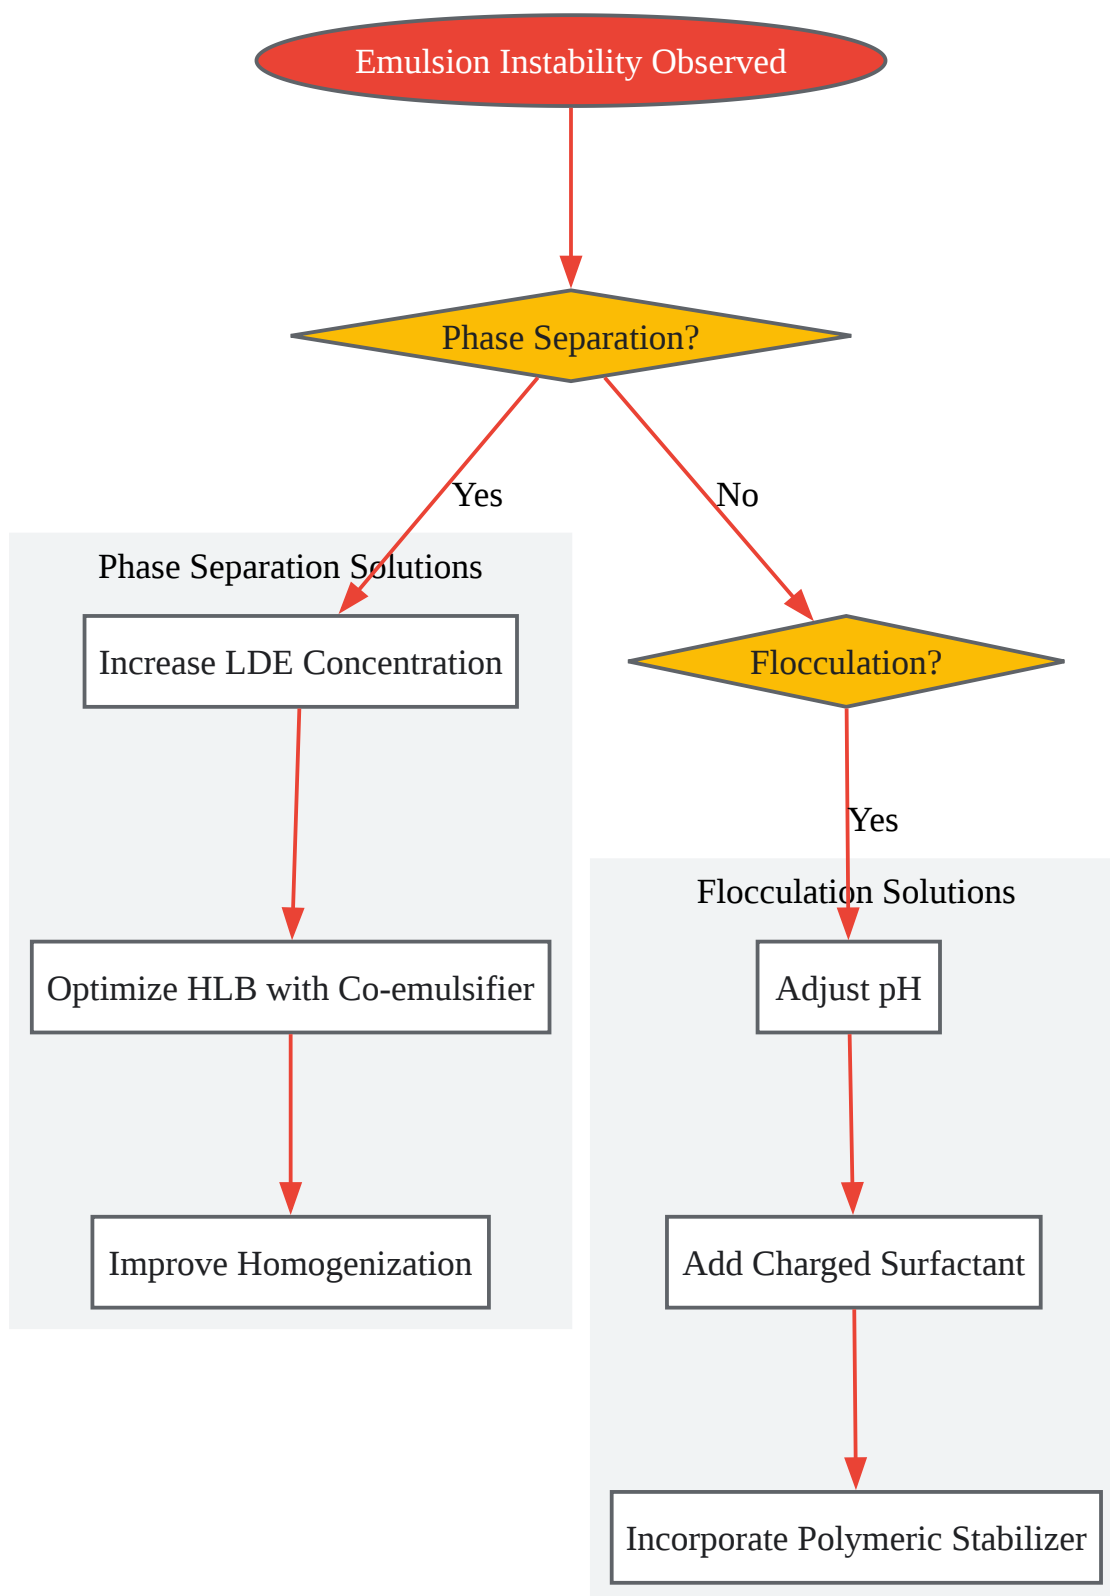 Emulsion Instability Observed
Phase Separation?
Yes
No
Phase Separation Solutions
Increase LDE Concentration
Flocculation?
Yes
Flocculation Solutions
Optimize HLB with Co-emulsifier
Adjust pH
Improve Homogenization
Add Charged Surfactant
Incorporate Polymeric Stabilizer